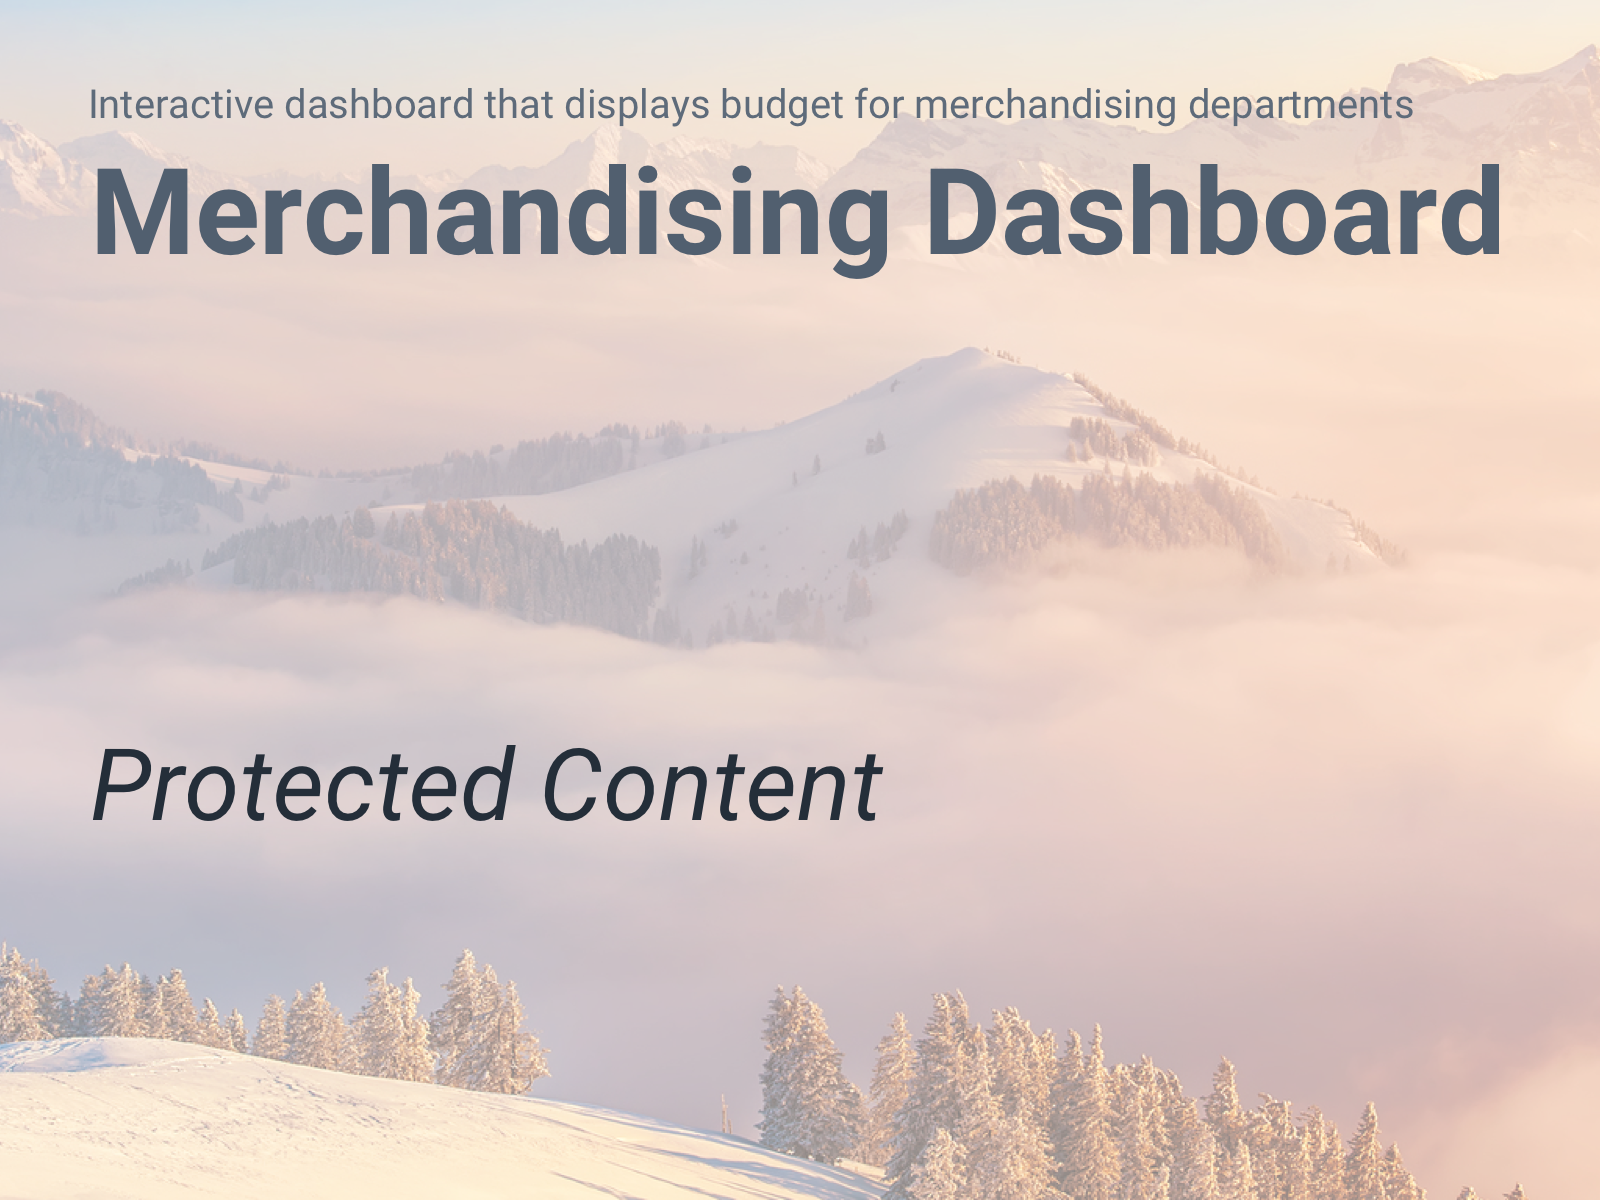 Interactive dashboard that displays budget for merchandising departments
Merchandising Dashboard
Protected Content